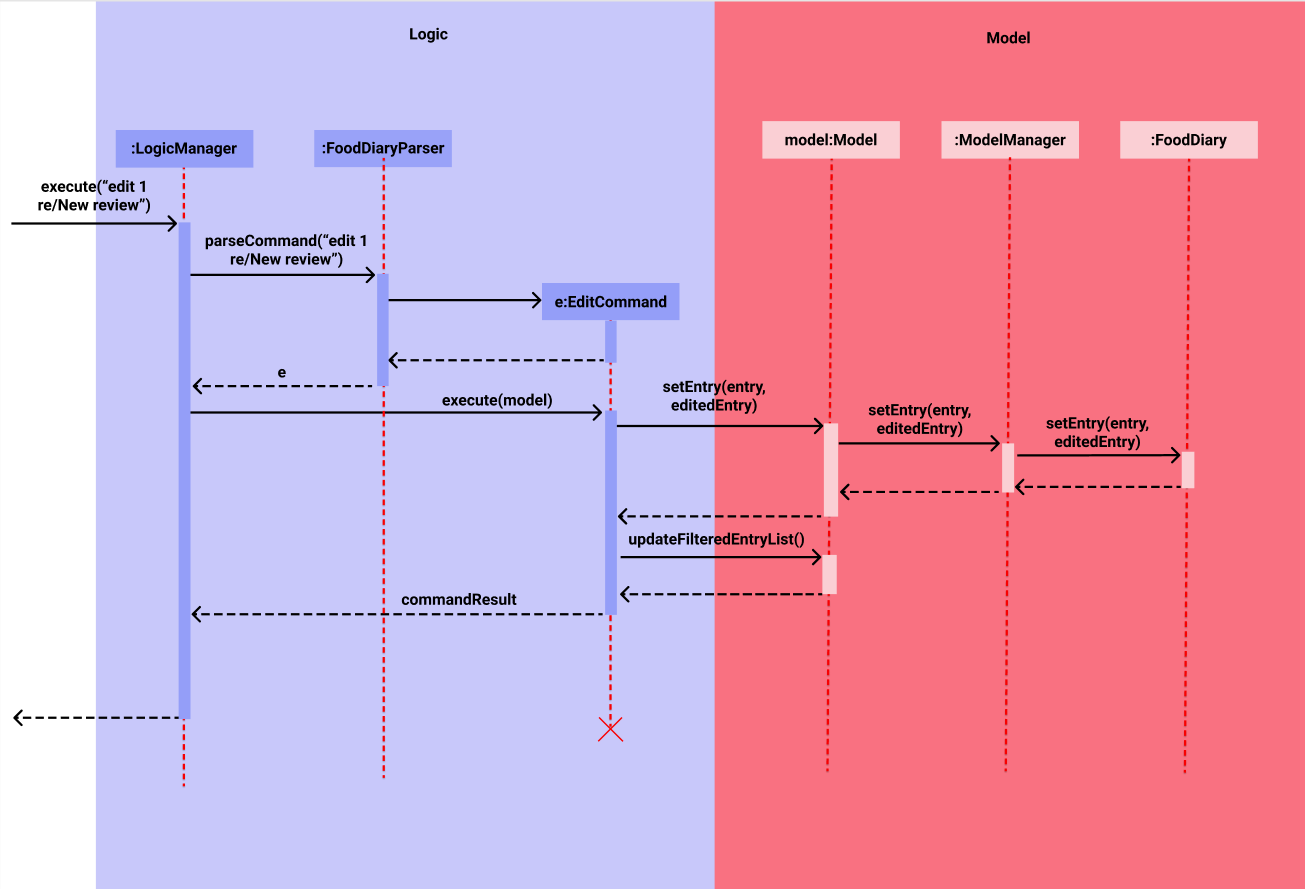 Logic
Model
:LogicManager
:FoodDiaryParser
model:Model
:ModelManager
:FoodDiary
execute(“edit 1
re/New review”)
parseCommand(“edit 1
re/New review”)
e:EditCommand
e
execute(model)
setEntry(entry,
editedEntry)
setEntry(entry,
editedEntry)
setEntry(entry,
editedEntry)
updateFilteredEntryList()
commandResult